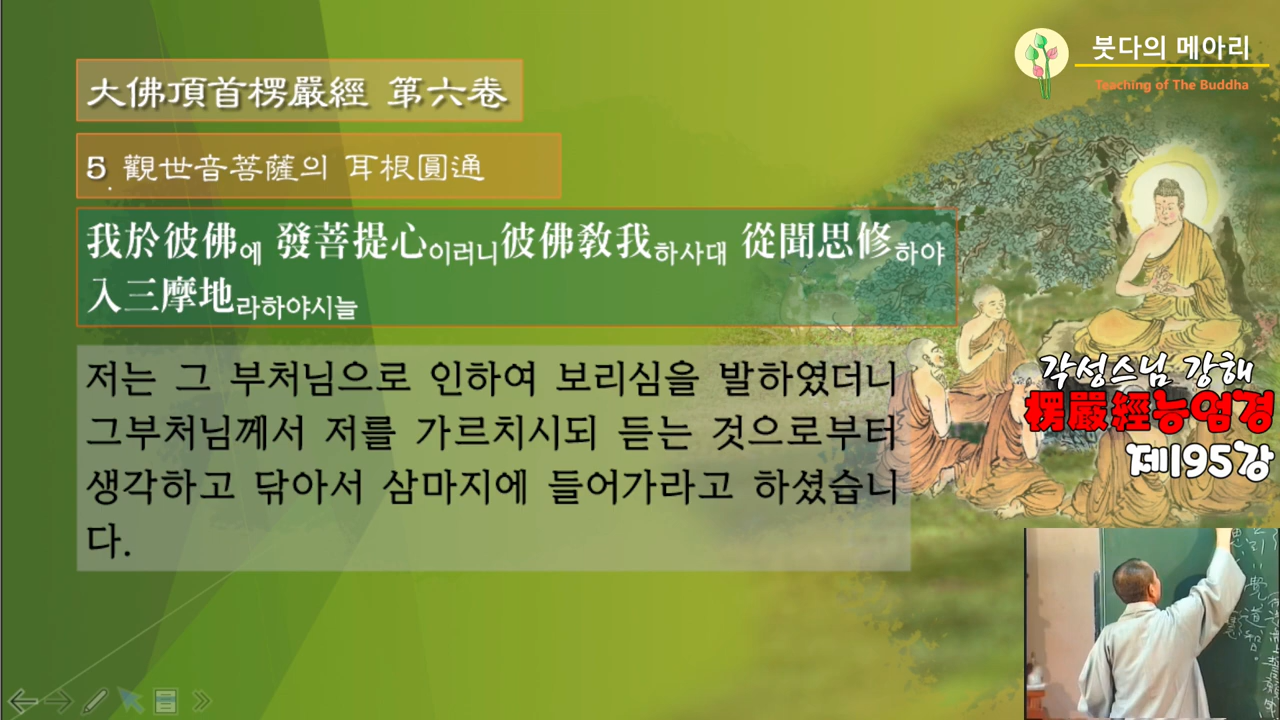 大佛頂首楞嚴經 第六卷
붓다의 메아리
Teaching of The Buddha
5. 觀世音菩薩의 耳根圓通
我於彼佛에 發菩提心이러니彼佛敎我하사대 從聞思修하야
入三摩地라하야시늘
저는 그 부처님으로 인하여 보리심을 발하였더니
그부처님께서 저를 가르치시되 듣는 것으로부터
생각하고 닦아서 삼마지에 들어가라고 하셨습니
다.
각성스님 강해
楞嚴經능엄경
제195강